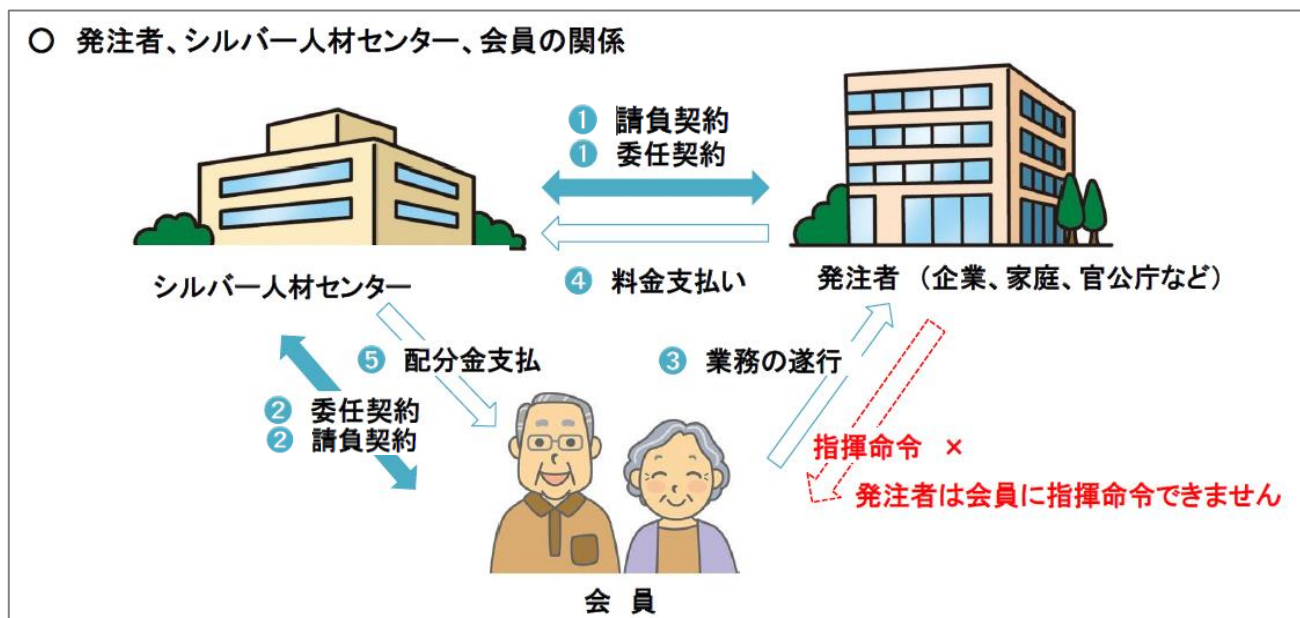 ○ 発注者、シルバー人材センター、会員の関係
❶ 請負契約
❶ 委任契約
❹ 料金支払い
シルバー人材センター
発注者 （企業、家庭、官公庁など）
❺ 配分金支払
❸ 業務の遂行
❷ 委任契約
❷ 請負契約
指揮命令 ×
発注者は会員に指揮命令できません
会 員